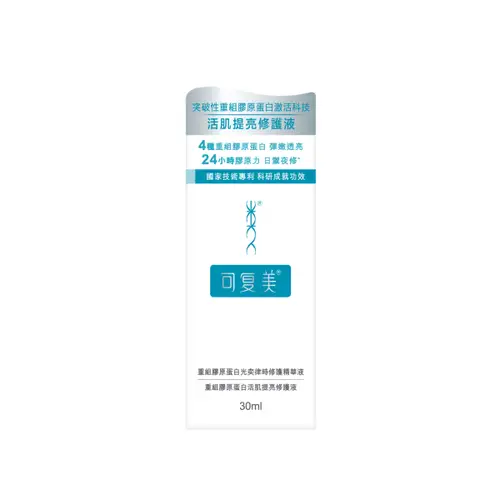 突破性重組膠原蛋白激活科技
活肌提亮修護液
4種重組膠原蛋白 彈嫩透亮
24小時膠原力 日禦夜修*
國家技術專利 科研成就功效
可复美®
重組膠原蛋白光奕律時修護精華液
重組膠原蛋白活肌提亮修護液
30ml